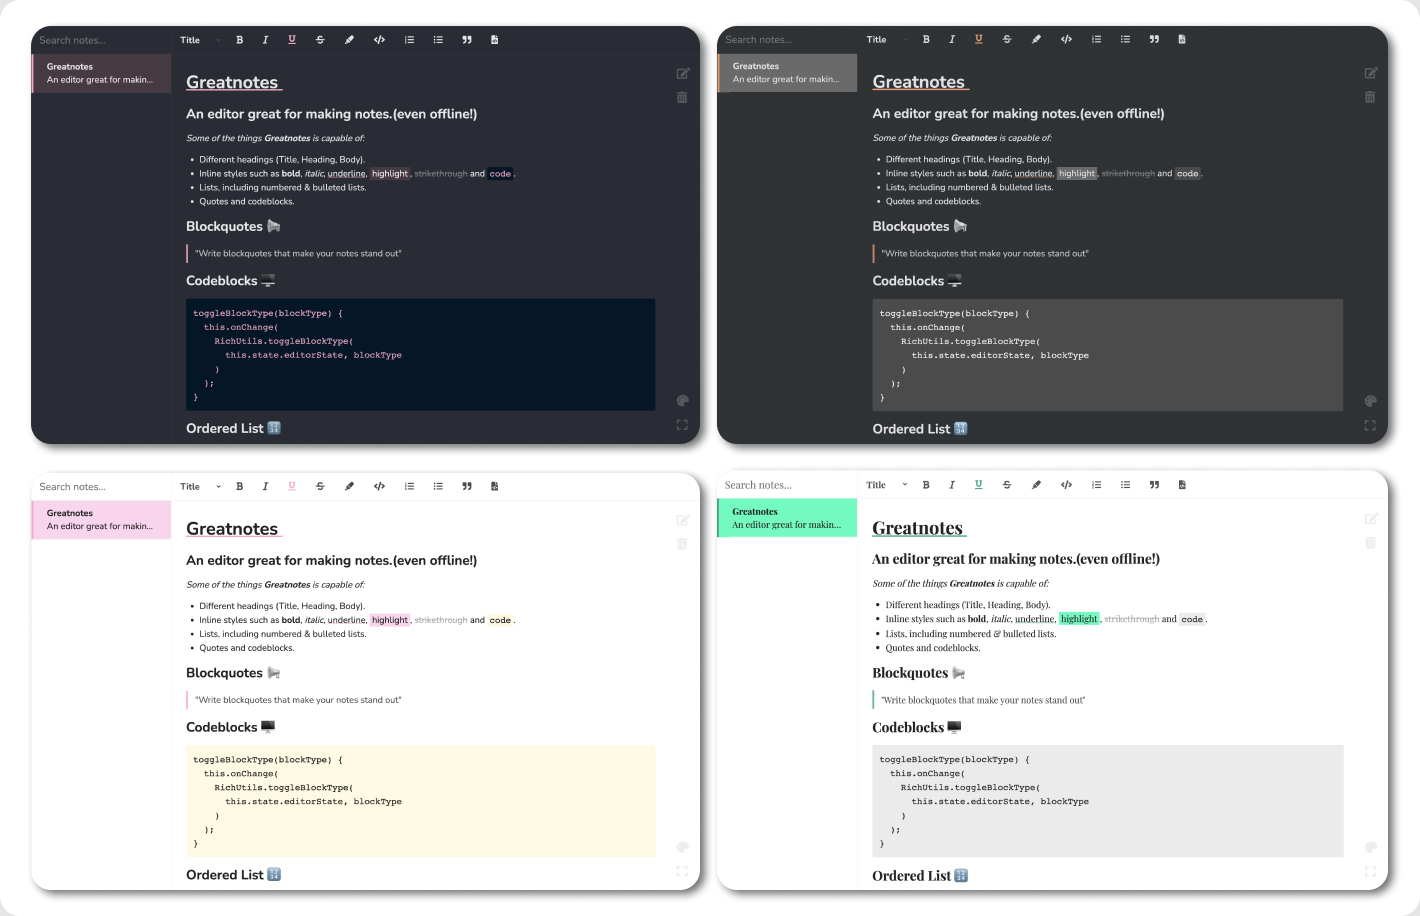 Search notes...
Title
Greatnotes
An editor great for makin...
Greatnotes
An editor great for making notes.(even offline!)
Some of the things Greatnotes is capable of:
• Different headings (Title, Heading, Body).
• Inline styles such as bold, italic, underline, highlight, strikethrough and code.
• Lists, including numbered & bulleted lists.
• Quotes and codeblocks.
Blockquotes
"Write blockquotes that make your notes stand out"
Codeblocks
toggleBlockType(blockType) {
this.onChange(
RichUtils.toggleBlockType(
this.state.editorState, blockType
)
);
}
Ordered List
Search notes...
Title
Greatnotes
An editor great for makin...
Greatnotes
An editor great for making notes.(even offline!)
Some of the things Greatnotes is capable of:
• Different headings (Title, Heading, Body).
• Inline styles such as bold, italic, underline, highlight, strikethrough and code.
• Lists, including numbered & bulleted lists.
• Quotes and codeblocks.
Blockquotes
"Write blockquotes that make your notes stand out"
Codeblocks
toggleBlockType(blockType) {
this.onChange(
RichUtils.toggleBlockType(
this.state.editorState, blockType
)
);
}
Ordered List
Search notes...
Title
Greatnotes
An editor great for makin...
Greatnotes
An editor great for making notes.(even offline!)
Some of the things Greatnotes is capable of:
• Different headings (Title, Heading, Body).
• Inline styles such as bold, italic, underline, highlight, strikethrough and code.
• Lists, including numbered & bulleted lists.
• Quotes and codeblocks.
Blockquotes
"Write blockquotes that make your notes stand out"
Codeblocks
toggleBlockType(blockType) {
this.onChange(
RichUtils.toggleBlockType(
this.state.editorState, blockType
)
);
}
Ordered List
Search notes...
Title
Greatnotes
An editor great for makin...
Greatnotes
An editor great for making notes.(even offline!)
Some of the things Greatnotes is capable of:
• Different headings (Title, Heading, Body).
• Inline styles such as bold, italic, underline, highlight, strikethrough and code.
• Lists, including numbered & bulleted lists.
• Quotes and codeblocks.
Blockquotes
"Write blockquotes that make your notes stand out"
Codeblocks
toggleBlockType(blockType) {
this.onChange(
RichUtils.toggleBlockType(
this.state.editorState, blockType
)
);
}
Ordered List